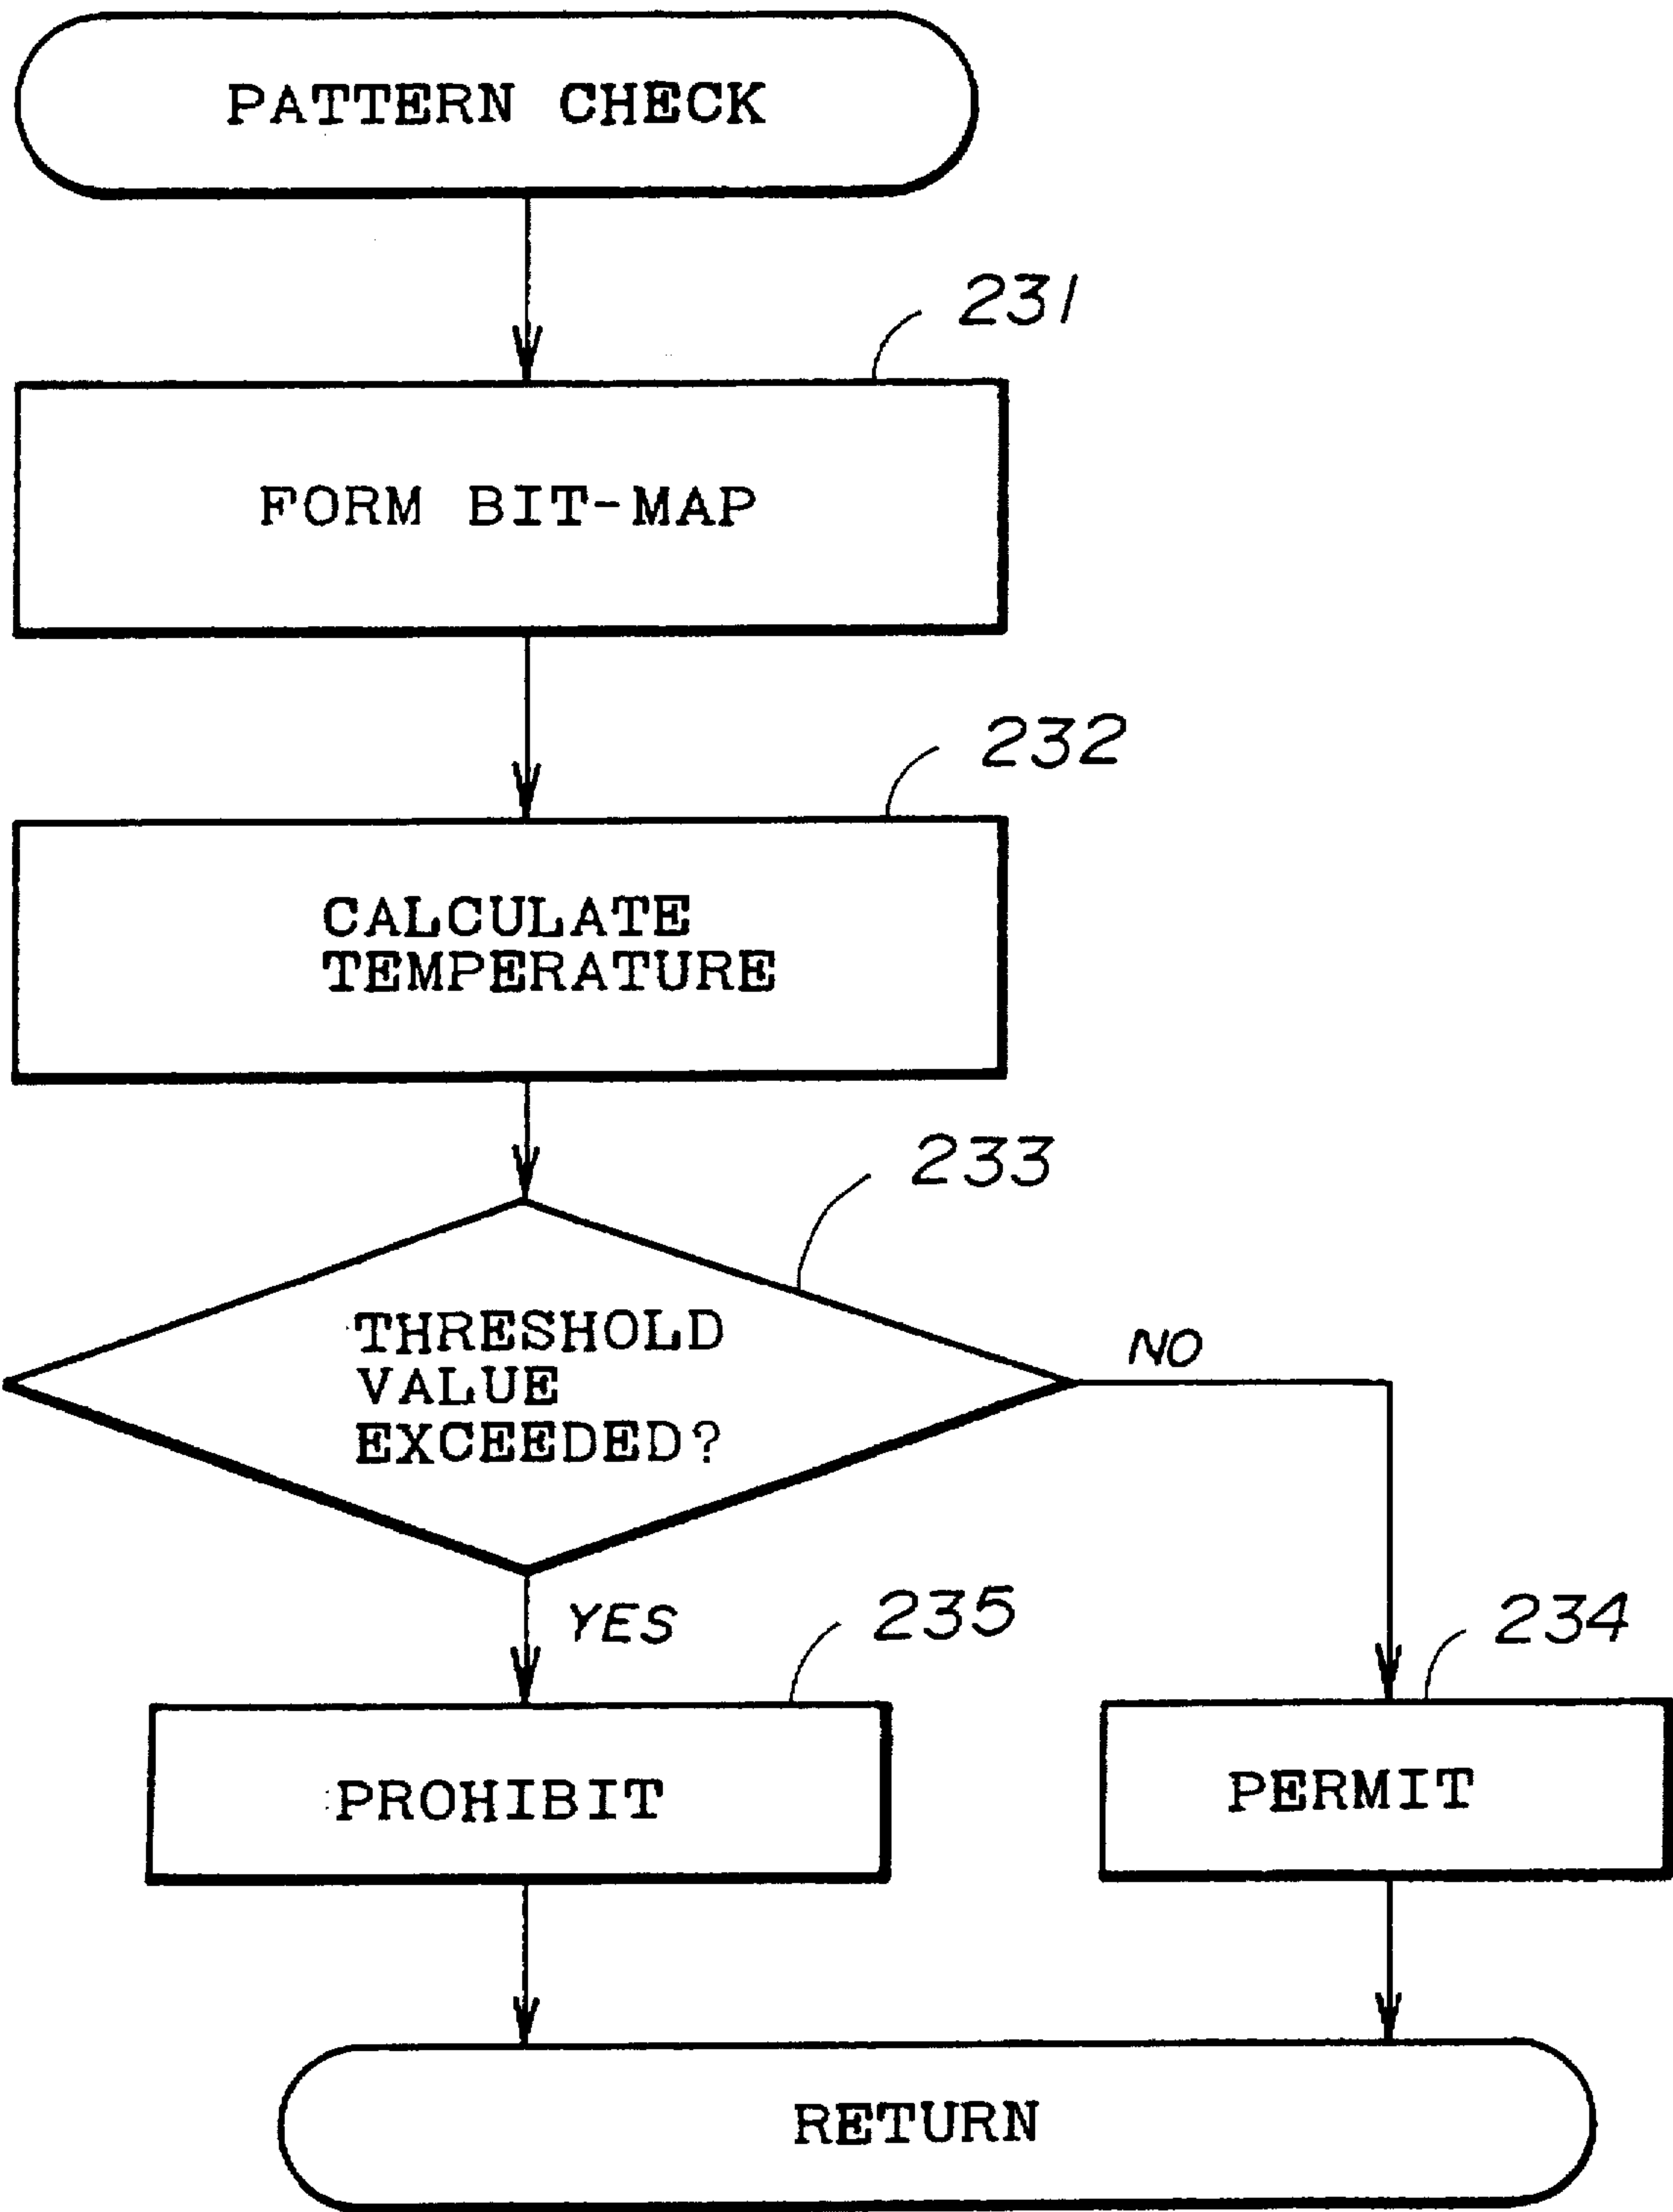 PATTERN CHECK
231
FORM BIT-MAP
232
CALCULATE
TEMPERATURE
233
THRESHOLD
VALUE
EXCEEDED?
NO
YES
235
234
PROHIBIT
PERMIT
RETURN